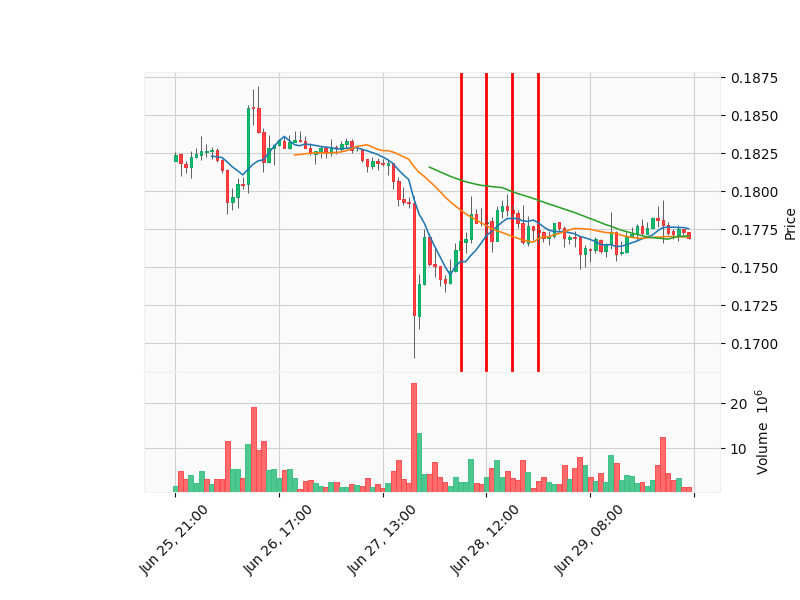 0.1875
0.1850
0.1825
0.1800
0.1775
0.1750
0.1725
0.1700
Price
20
10
Volume 10⁶
Jun 25, 21:00
Jun 26, 17:00
Jun 27, 13:00
Jun 28, 12:00
Jun 29, 08:00